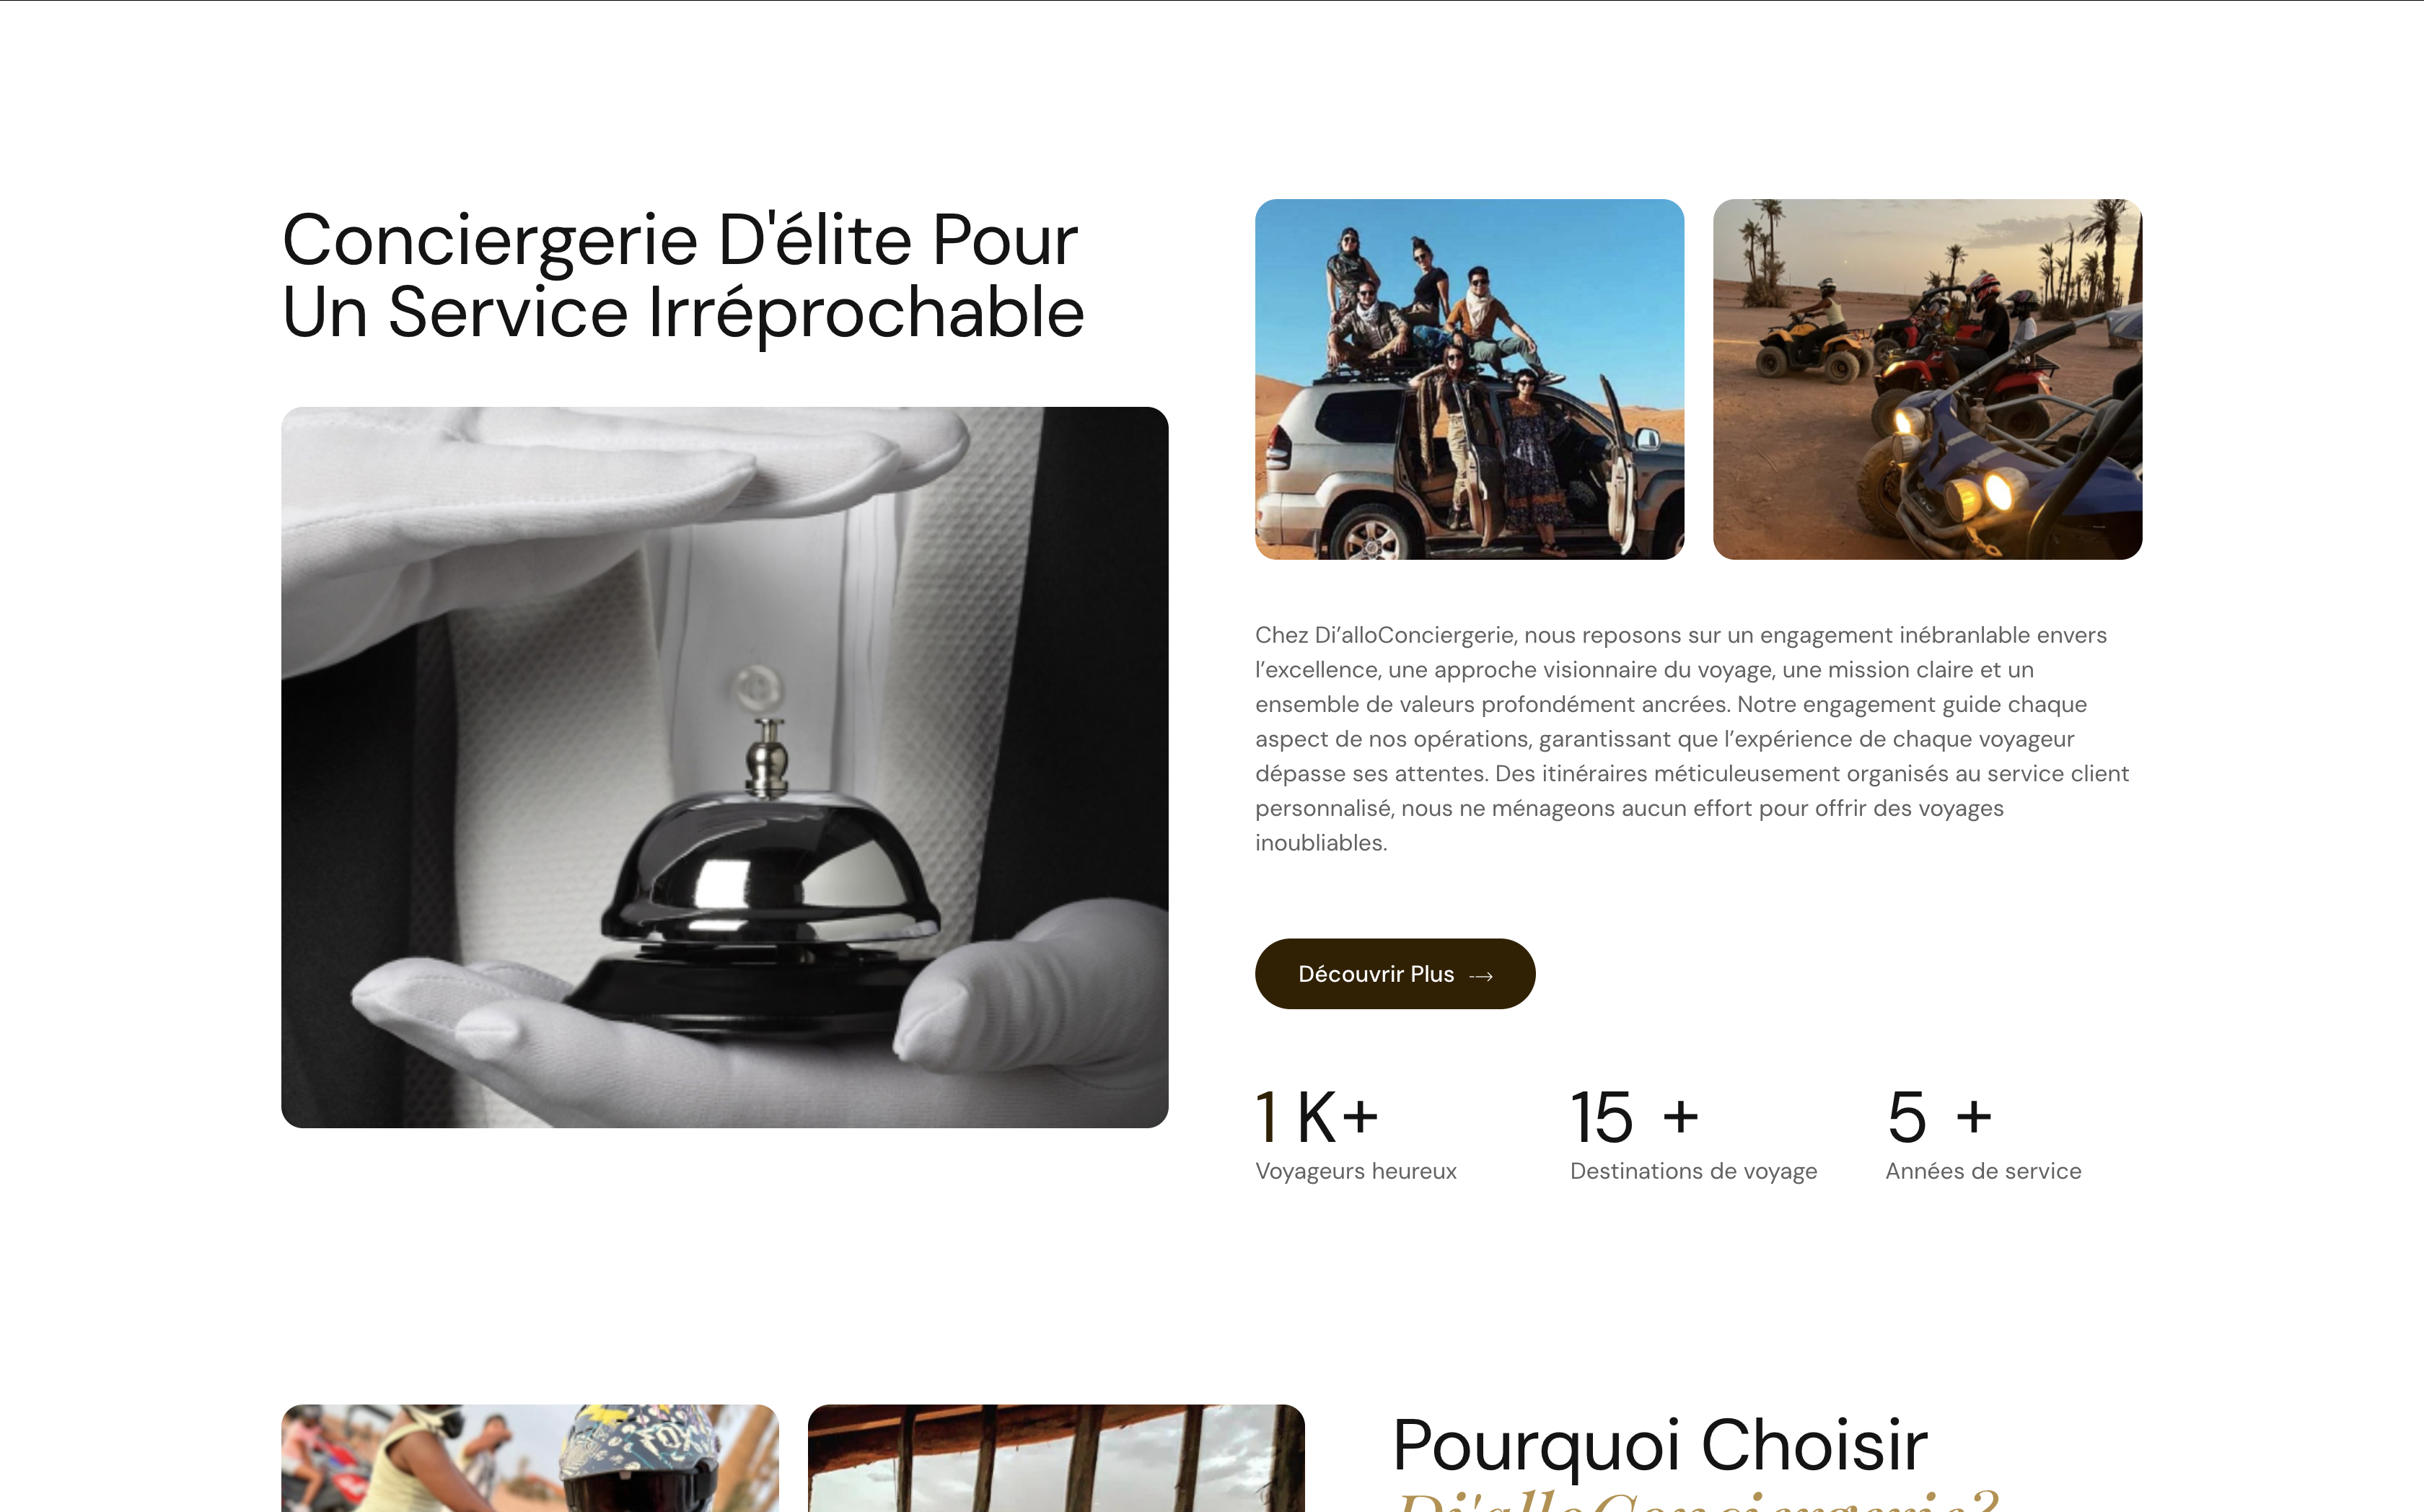 Conciergerie D'élite Pour
Un Service Irréprochable
Chez Di’alloConciergerie, nous reposons sur un engagement inébranlable envers
l’excellence, une approche visionnaire du voyage, une mission claire et un
ensemble de valeurs profondément ancrées. Notre engagement guide chaque
aspect de nos opérations, garantissant que l’expérience de chaque voyageur
dépasse ses attentes. Des itinéraires méticuleusement organisés au service client
personnalisé, nous ne ménageons aucun effort pour offrir des voyages
inoubliables.
Découvrir Plus
1 K+
Voyageurs heureux
15 +
Destinations de voyage
5 +
Années de service
FOX
Pourquoi Choisir
Di'alloConciergerie?